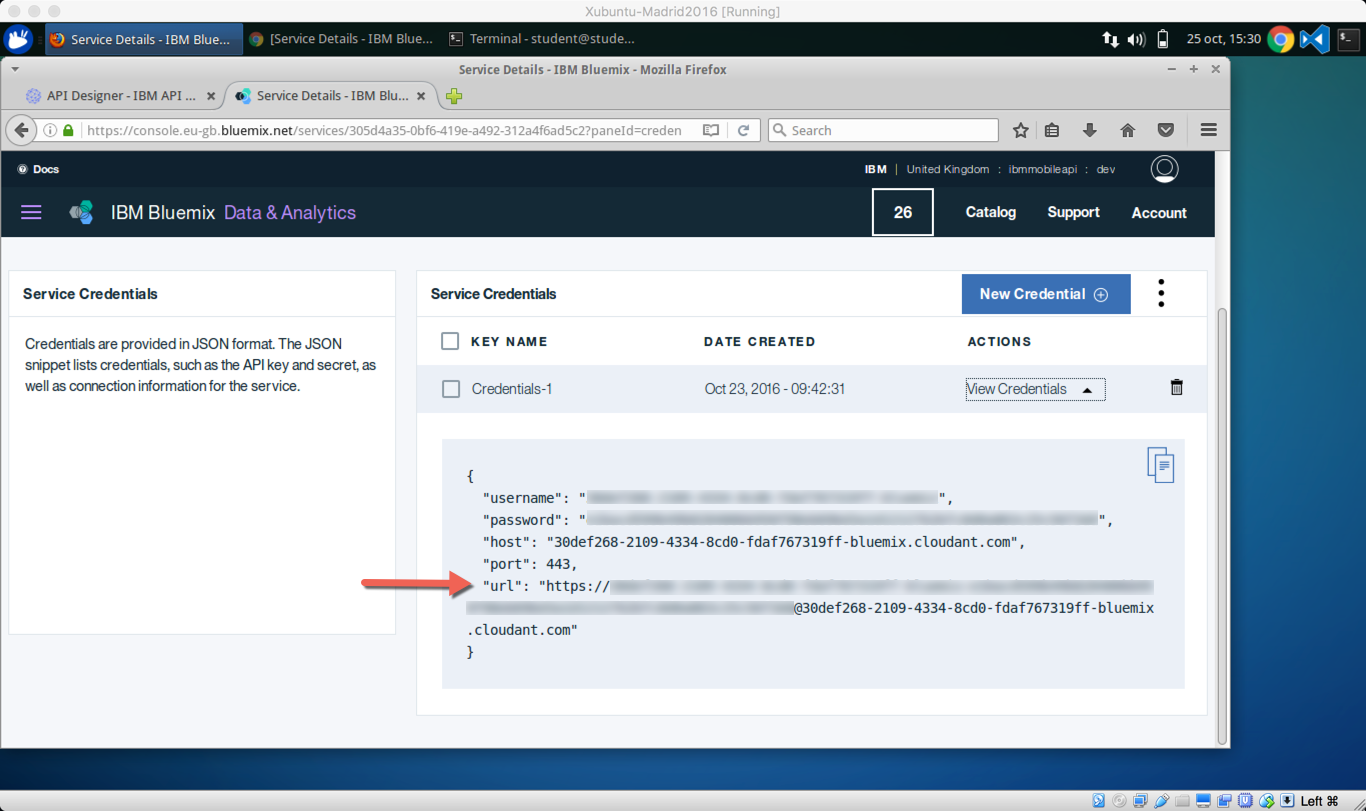 Xubuntu-Madrid2016 [Running]
Service Details - IBM Blue...
[Service Details - IBM Blue...
Terminal - student@stude...
25 oct, 15:30
Service Details - IBM Bluemix - Mozilla Firefox
API Designer - IBM API ...
Service Details - IBM Blu...
https://console.eu-gb.bluemix.net/services/305d4a35-0bf6-419e-a492-312a4f6ad5c2?paneId=creden
Search
Docs
IBM | United Kingdom : ibmmobileapi : dev
IBM Bluemix Data & Analytics
26
Catalog
Support
Account
Service Credentials
Credentials are provided in JSON format. The JSON
snippet lists credentials, such as the API key and secret, as
well as connection information for the service.
Service Credentials
New Credential
KEY NAME DATE CREATED ACTIONS
Credentials-1 Oct 23, 2016 - 09:42:31 View Credentials
{
"username": "",
"password": "",
"host": "30def268-2109-4334-8cd0-fdaf767319ff-bluemix.cloudant.com",
"port": 443,
"url": "https://
@30def268-2109-4334-8cd0-fdaf767319ff-bluemix
.cloudant.com"
}
Left ⌘